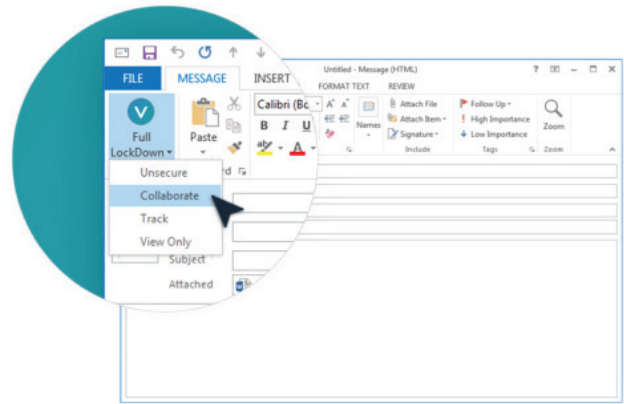 Untitled - Message (HTML)
FILE MESSAGE INSERT FORMAT TEXT REVIEW
Full LockDown
Paste
Calibri (Bo
B I U
Names
Attach File
Attach Item
Signature
Include
Follow Up
High Importance
Low Importance
Tags
Zoom
Zoom
Unsecure
Collaborate
Track
View Only
Subject
Attached